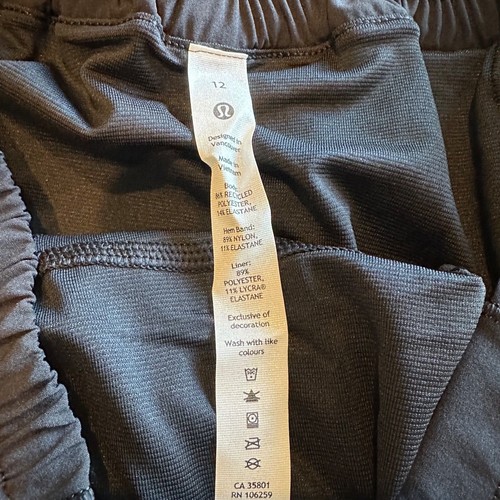 12
Designed in
Vancouver
Made in
Vietnam
Body:
86% RECYCLED
POLYESTER,
14% ELASTANE
Hem Band:
89% NYLON,
11% ELASTANE
Liner:
89%
POLYESTER,
11% LYCRA®
ELASTANE
Exclusive of
decoration
Wash with like
colours
CA 35801
RN 106259